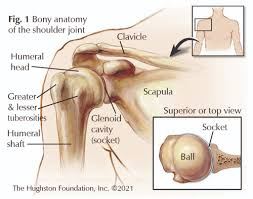 Fig. 1 Bony anatomy
of the shoulder joint
Clavicle
Humeral
head
Scapula
Greater
& lesser
tuberosities
Glenoid
cavity
(socket)
Humeral
shaft
Superior or top view
Socket
Ball
The Hughston Foundation, Inc. ©2021